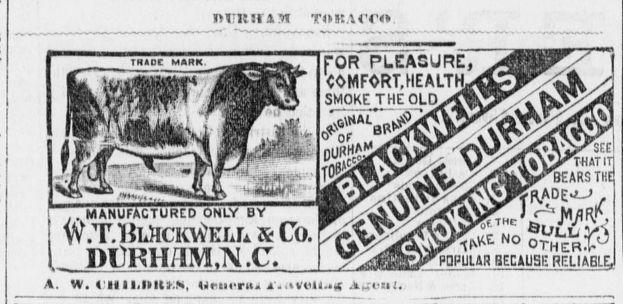 DURHAM TOBACCO.
TRADE MARK.
MANUFACTURED ONLY BY
W.T. BLACKWELL & CO.
DURHAM, N.C.
FOR PLEASURE,
COMFORT, HEALTH,
SMOKE THE OLD
ORIGINAL BRAND
OF
DURHAM
TOBACCO.
BLACKWELL'S
GENUINE DURHAM
SMOKING TOBACCO
SEE
THAT IT
BEARS THE
TRADE
MARK
OF THE BULL.
TAKE NO OTHER.
POPULAR BECAUSE RELIABLE.
A. W. CHILDRES, General Traveling Agent.